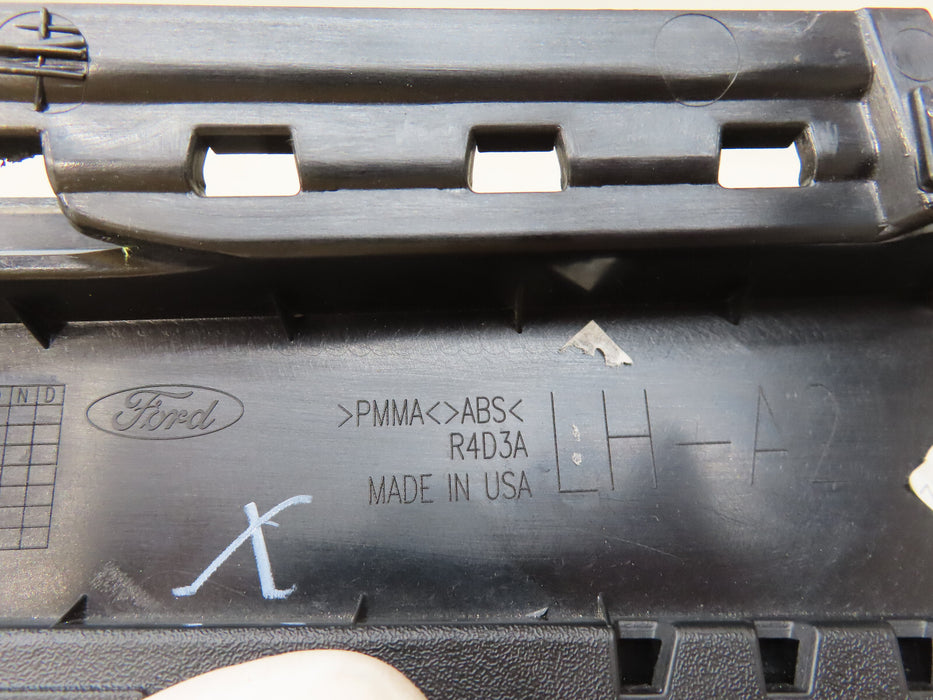 N D
Ford
>PMMA<>ABS<
R4D3A
MADE IN USA
LH-A2
X